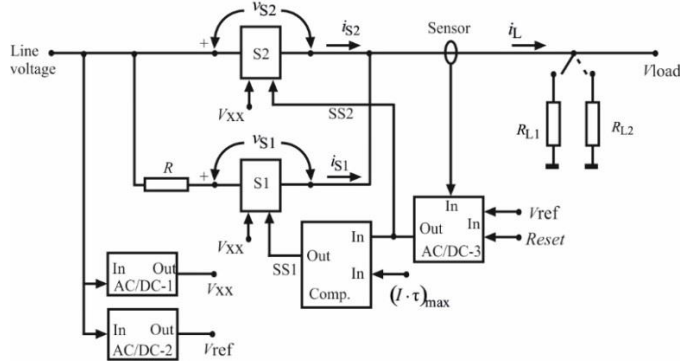 vS2
iS2
Sensor
iL
Line
voltage
+
S2
Vload
VXX
SS2
vS1
RL1
RL2
R
iS1
+
S1
In
Vref
VXX
Out
In
Reset
AC/DC-3
Out
In
SS1
In
Comp.
(I · τ)max
In Out
AC/DC-1
VXX
In Out
AC/DC-2
Vref